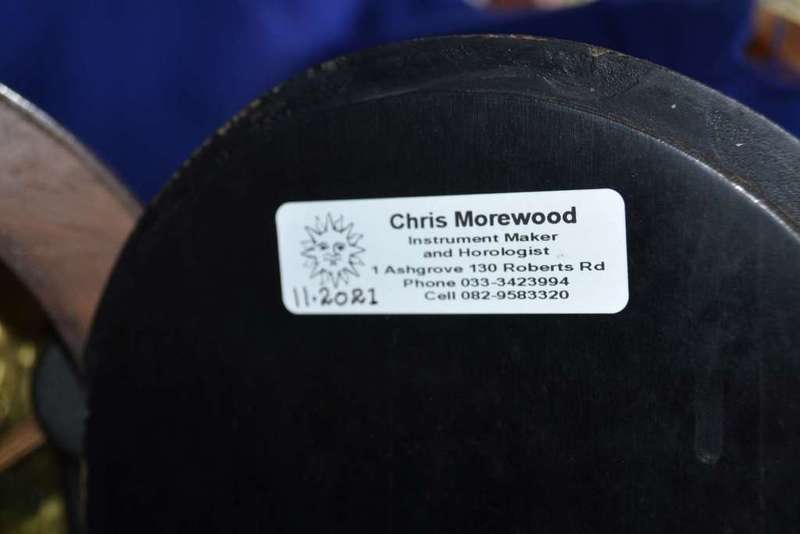 Chris Morewood
Instrument Maker
and Horologist
1 Ashgrove 130 Roberts Rd
Phone 033-3423994
Cell 082-9583320
11.2021